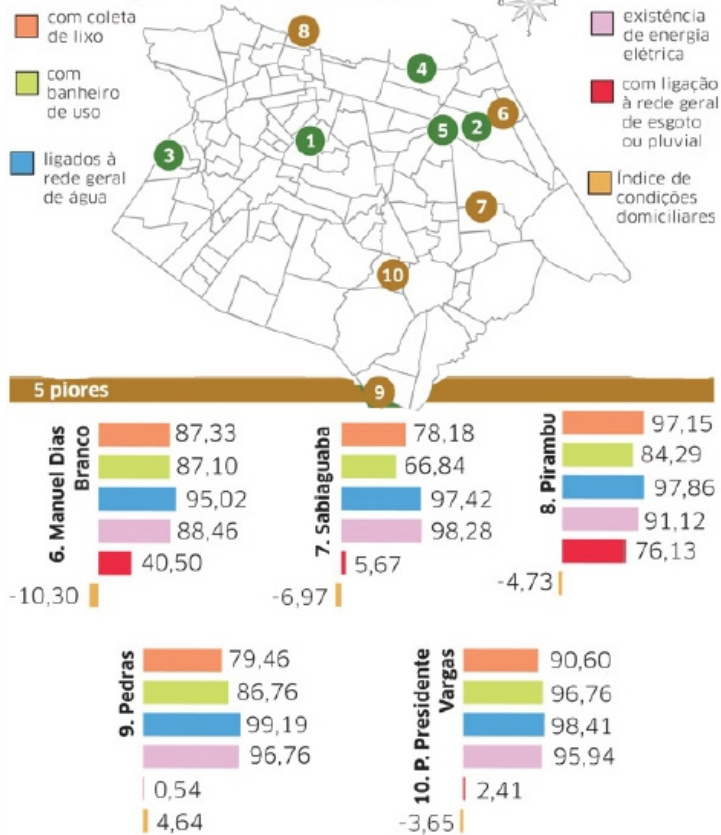 com coleta
de lixo
com
banheiro
de uso
ligados à
rede geral
de água
existência
de energia
elétrica
com ligação
à rede geral
de esgoto
ou pluvial
Índice de
condições
domiciliares
8
4
6
5
2
1
3
7
10
9
5 piores
6. Manuel Dias
Branco
87,33
87,10
95,02
88,46
40,50
-10,30
7. Sabiaguaba
78,18
66,84
97,42
98,28
5,67
-6,97
8. Pirambu
97,15
84,29
97,86
91,12
76,13
-4,73
9. Pedras
79,46
86,76
99,19
96,76
0,54
4,64
10. P. Presidente
Vargas
90,60
96,76
98,41
95,94
2,41
-3,65